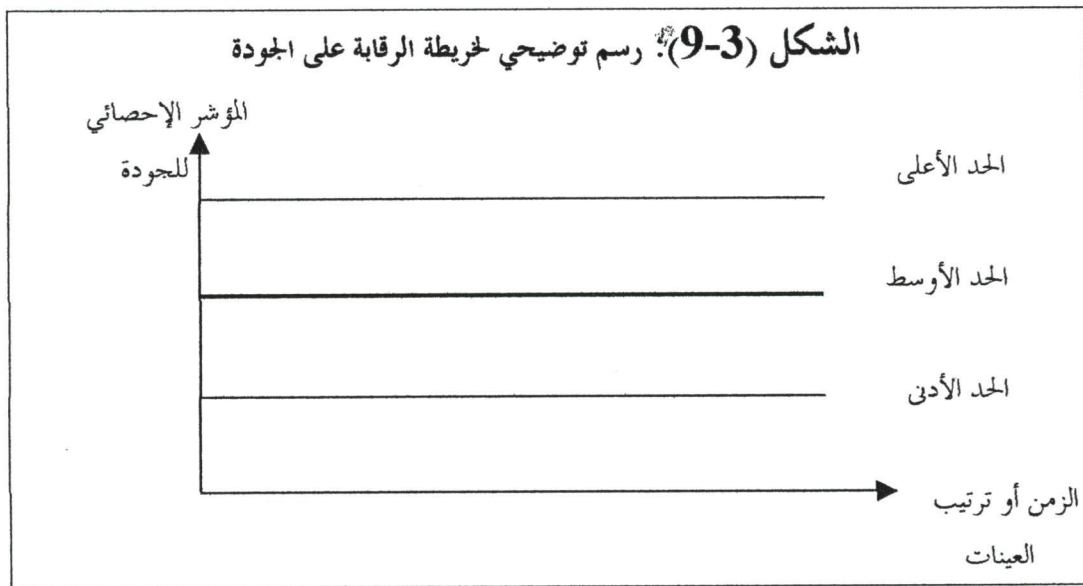 الشكل (3-9): رسم توضيحي لخريطة الرقابة على الجودة
المؤشر الإحصائي
للجودة
الحد الأعلى
الحد الأوسط
الحد الأدنى
الزمن أو ترتيب
العينات